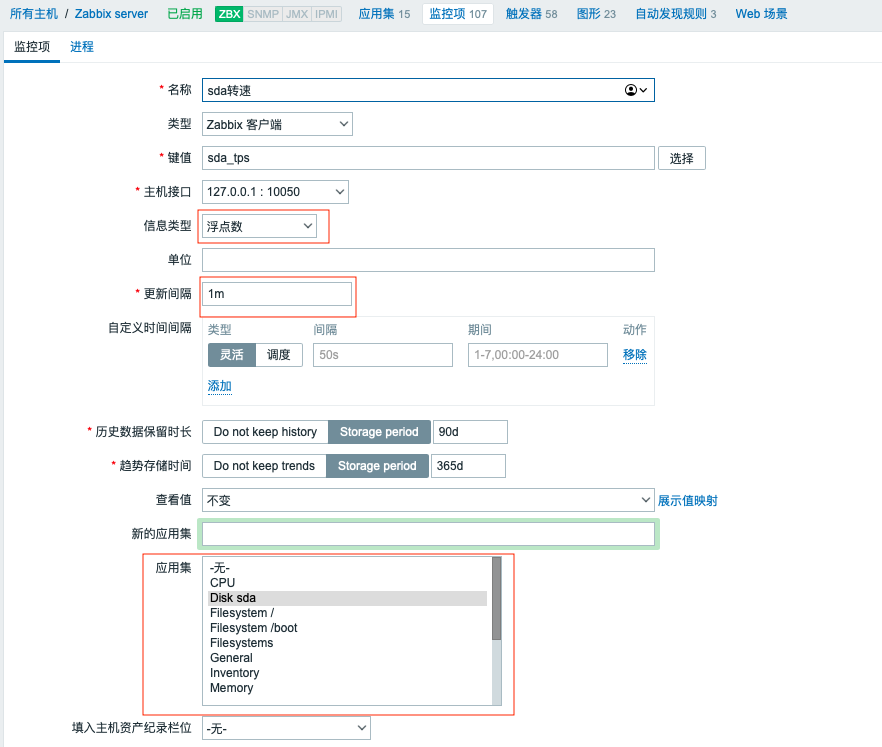 所有主机 / Zabbix server 已启用 ZBX SNMP JMX IPMI 应用集 15 监控项 107 触发器 58 图形 23 自动发现规则 3 Web 场景
监控项 进程
* 名称 sda转速
类型 Zabbix 客户端
* 键值 sda_tps 选择
* 主机接口 127.0.0.1 : 10050
信息类型 浮点数
单位
* 更新间隔 1m
自定义时间间隔 类型 间隔 期间 动作
灵活 调度 50s 1-7,00:00-24:00 移除
添加
* 历史数据保留时长 Do not keep history Storage period 90d
* 趋势存储时间 Do not keep trends Storage period 365d
查看值 不变 展示值映射
新的应用集
应用集 -无-
CPU
Disk sda
Filesystem /
Filesystem /boot
Filesystems
General
Inventory
Memory
填入主机资产纪录栏位 -无-